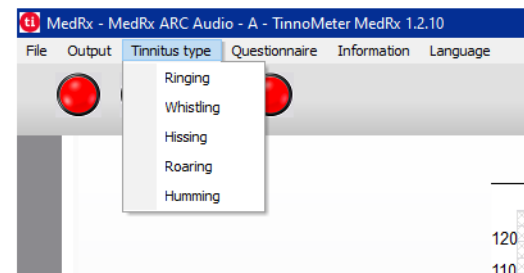 ti MedRx - MedRx ARC Audio - A - TinnoMeter MedRx 1.2.10
File Output Tinnitus type Questionnaire Information Language
Ringing
Whistling
Hissing
Roaring
Humming
120
110